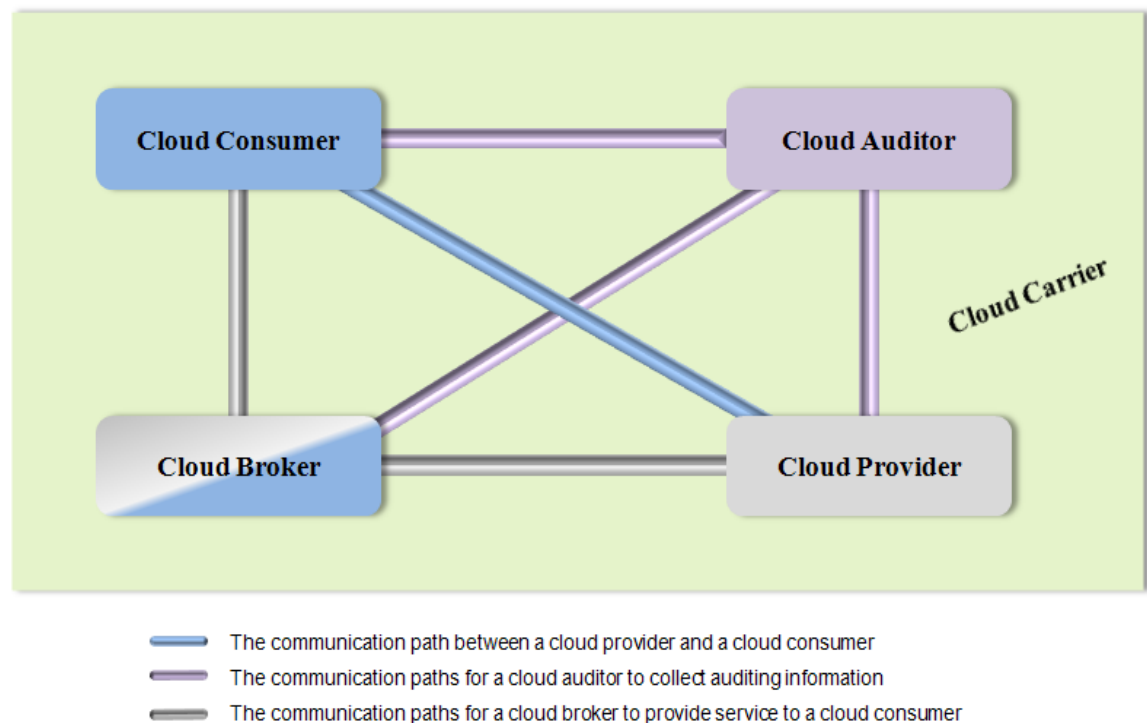 Cloud Consumer
Cloud Auditor
Cloud Carrier
Cloud Broker
Cloud Provider
The communication path between a cloud provider and a cloud consumer
The communication paths for a cloud auditor to collect auditing information
The communication paths for a cloud broker to provide service to a cloud consumer